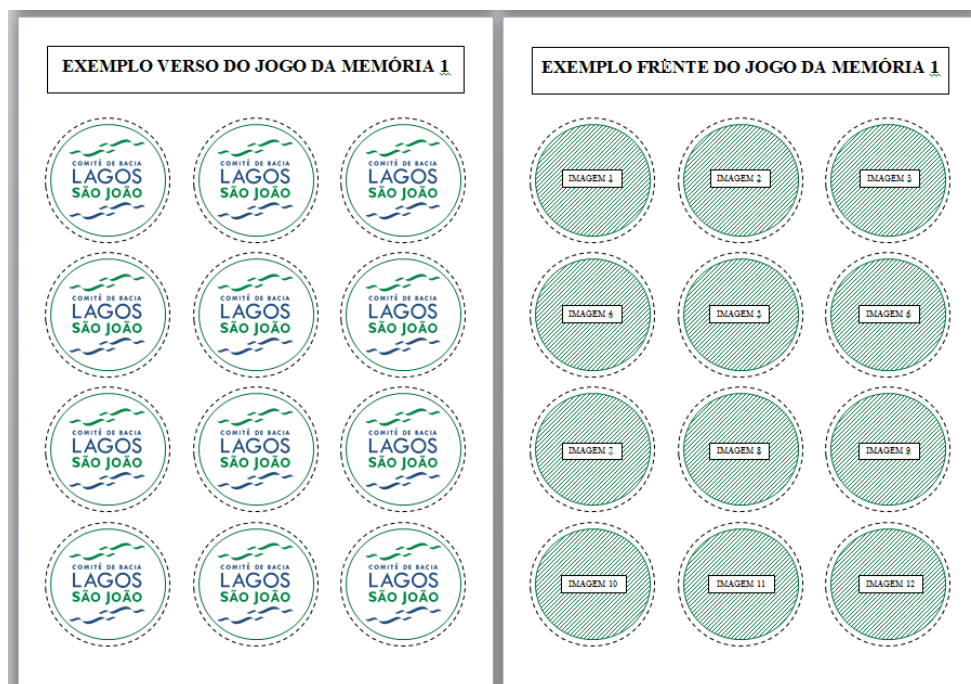 EXEMPLO VERSO DO JOGO DA MEMÓRIA 1
COMITÊ DE BACIA
LAGOS
SÃO JOÃO
COMITÊ DE BACIA
LAGOS
SÃO JOÃO
COMITÊ DE BACIA
LAGOS
SÃO JOÃO
COMITÊ DE BACIA
LAGOS
SÃO JOÃO
COMITÊ DE BACIA
LAGOS
SÃO JOÃO
COMITÊ DE BACIA
LAGOS
SÃO JOÃO
COMITÊ DE BACIA
LAGOS
SÃO JOÃO
COMITÊ DE BACIA
LAGOS
SÃO JOÃO
COMITÊ DE BACIA
LAGOS
SÃO JOÃO
COMITÊ DE BACIA
LAGOS
SÃO JOÃO
COMITÊ DE BACIA
LAGOS
SÃO JOÃO
COMITÊ DE BACIA
LAGOS
SÃO JOÃO
EXEMPLO FRENTE DO JOGO DA MEMÓRIA 1
IMAGEM 1
IMAGEM 2
IMAGEM 3
IMAGEM 4
IMAGEM 5
IMAGEM 6
IMAGEM 7
IMAGEM 8
IMAGEM 9
IMAGEM 10
IMAGEM 11
IMAGEM 12